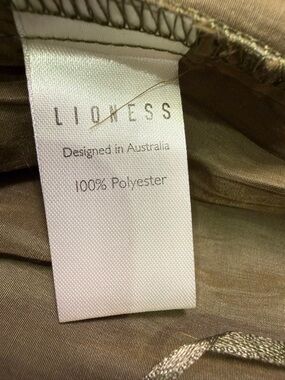 LIONESS
Designed in Australia
100% Polyester